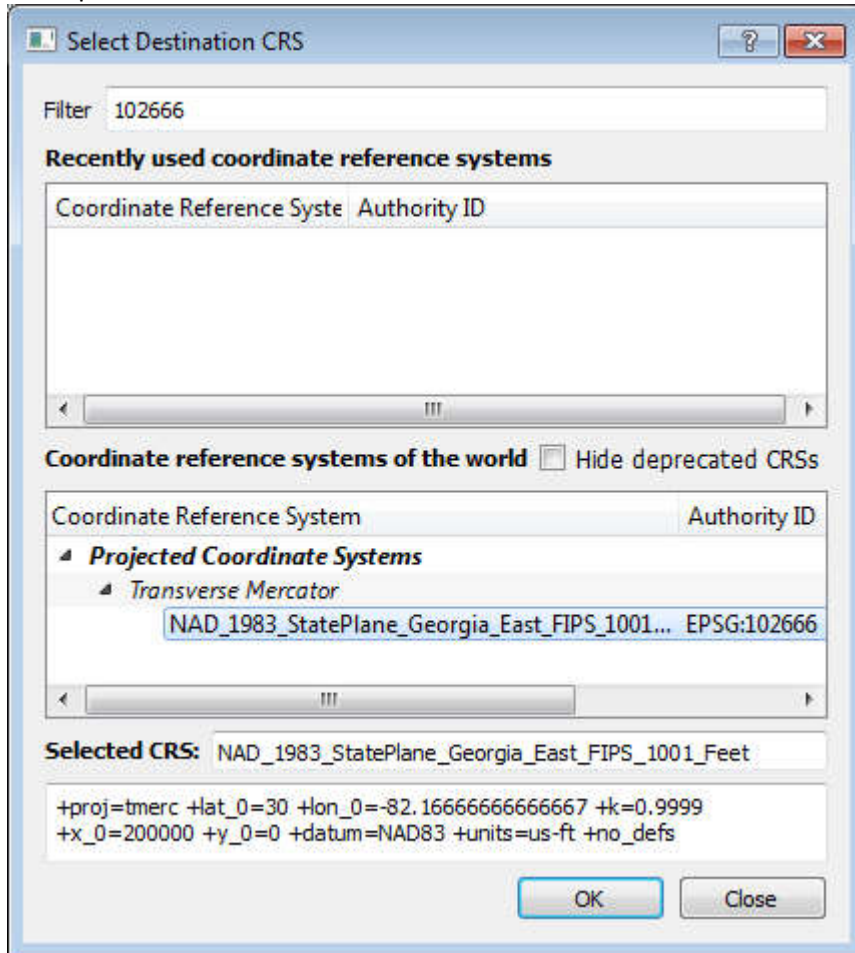 Select Destination CRS
Filter 102666
Recently used coordinate reference systems
Coordinate Reference Syste Authority ID
Coordinate reference systems of the world Hide deprecated CRSs
Coordinate Reference System Authority ID
Projected Coordinate Systems
Transverse Mercator
NAD_1983_StatePlane_Georgia_East_FIPS_1001... EPSG:102666
Selected CRS: NAD_1983_StatePlane_Georgia_East_FIPS_1001_Feet
+proj=tmerc +lat_0=30 +lon_0=-82.16666666666667 +k=0.9999
+x_0=200000 +y_0=0 +datum=NAD83 +units=us-ft +no_defs
OK Close